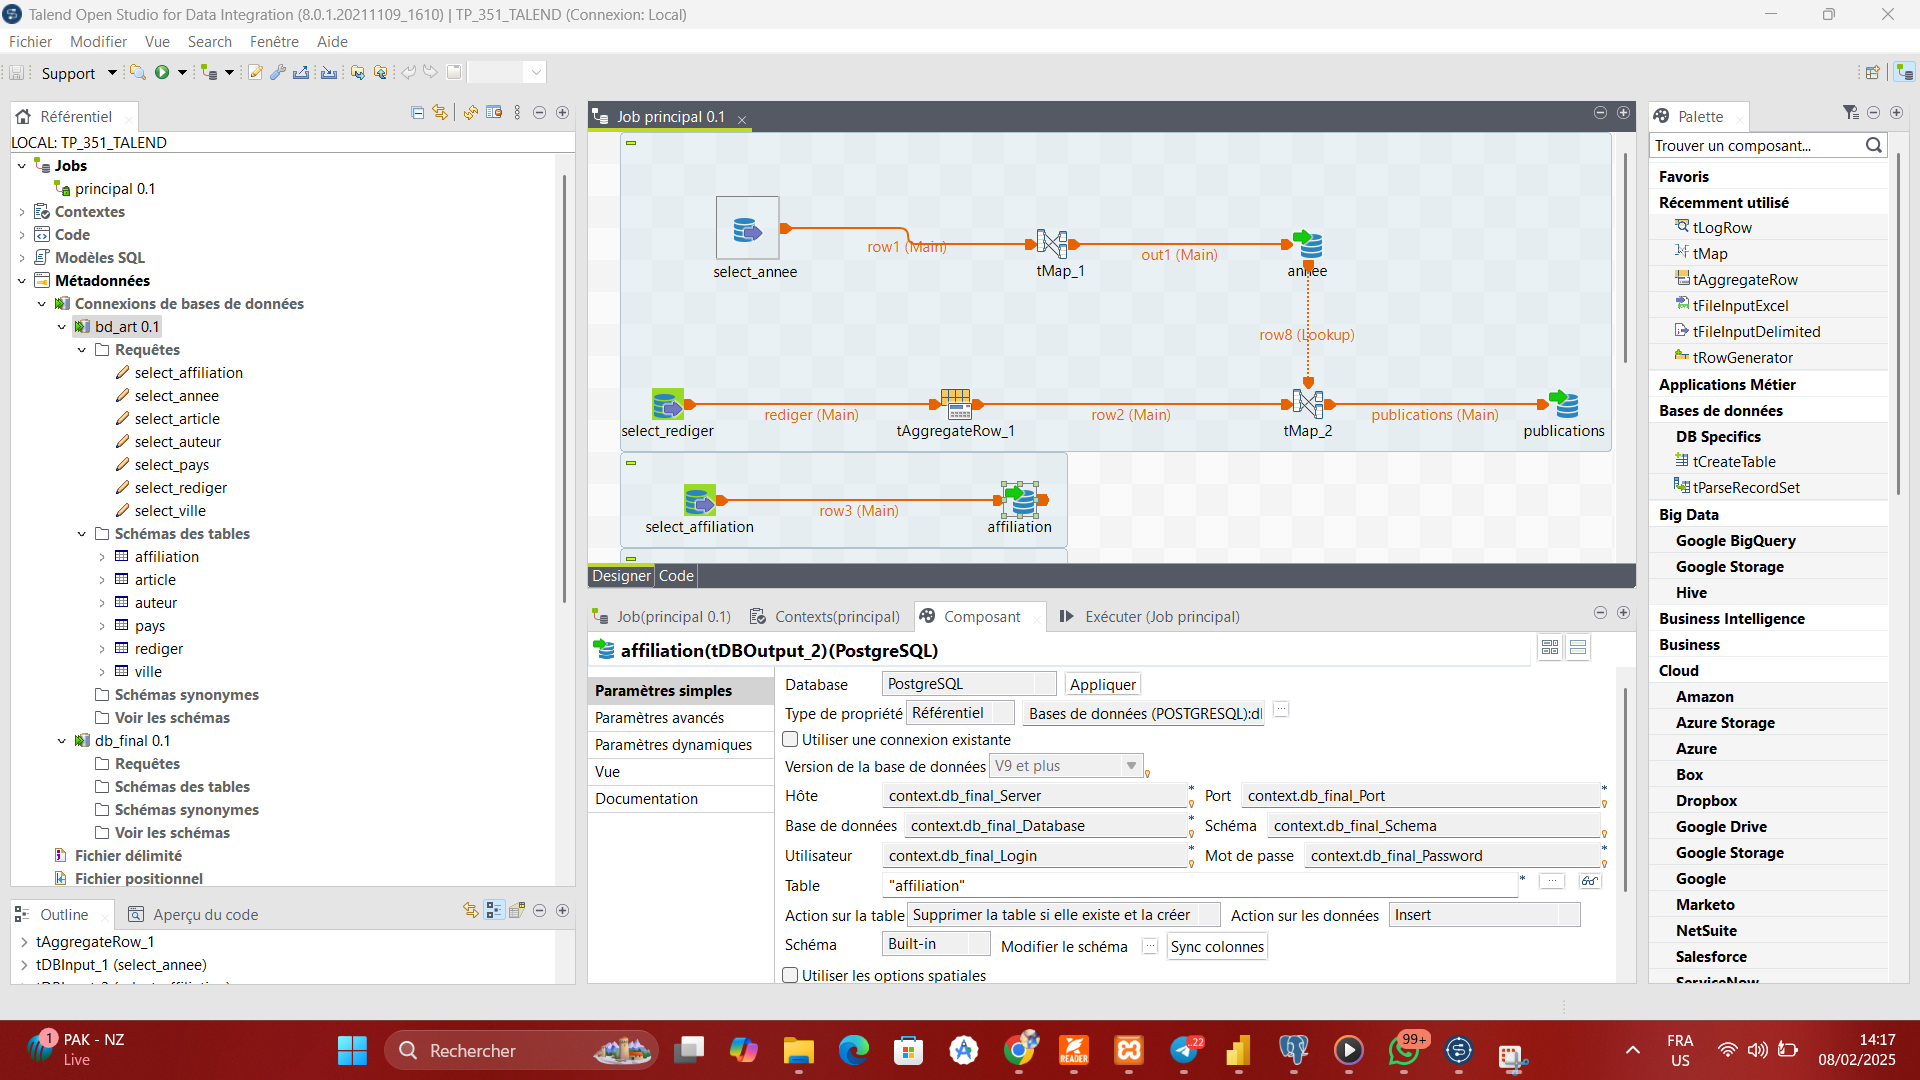 Talend Open Studio for Data Integration (8.0.1.20211109_1610) | TP_351_TALEND (Connexion: Local)
Fichier Modifier Vue Search Fenêtre Aide
Support
Référentiel
LOCAL: TP_351_TALEND
Jobs
principal 0.1
Contextes
Code
Modèles SQL
Métadonnées
Connexions de bases de données
bd_art 0.1
Requêtes
select_affiliation
select_annee
select_article
select_auteur
select_pays
select_rediger
select_ville
Schémas des tables
affiliation
article
auteur
pays
rediger
ville
Schémas synonymes
Voir les schémas
db_final 0.1
Requêtes
Schémas des tables
Schémas synonymes
Voir les schémas
Fichier délimité
Fichier positionnel
Outline
Aperçu du code
tAggregateRow_1
tDBInput_1 (select_annee)
Job principal 0.1
select_annee
row1 (Main)
tMap_1
out1 (Main)
annee
row8 (Lookup)
select_rediger
rediger (Main)
tAggregateRow_1
row2 (Main)
tMap_2
publications (Main)
publications
select_affiliation
row3 (Main)
affiliation
Designer Code
Job(principal 0.1)
Contexts(principal)
Composant
Exécuter (Job principal)
affiliation(tDBOutput_2)(PostgreSQL)
Paramètres simples
Paramètres avancés
Paramètres dynamiques
Vue
Documentation
Database PostgreSQL Appliquer
Type de propriété Référentiel Bases de données (POSTGRESQL):dl
Utiliser une connexion existante
Version de la base de données V9 et plus
Hôte context.db_final_Server * Port context.db_final_Port *
Base de données context.db_final_Database * Schéma context.db_final_Schema
Utilisateur context.db_final_Login * Mot de passe context.db_final_Password *
Table "affiliation" *
Action sur la table Supprimer la table si elle existe et la créer Action sur les données Insert
Schéma Built-in Modifier le schéma ... Sync colonnes
Utiliser les options spatiales
Palette
Trouver un composant...
Favoris
Récemment utilisé
tLogRow
tMap
tAggregateRow
tFileInputExcel
tFileInputDelimited
tRowGenerator
Applications Métier
Bases de données
DB Specifics
tCreateTable
tParseRecordSet
Big Data
Google BigQuery
Google Storage
Hive
Business Intelligence
Business
Cloud
Amazon
Azure Storage
Azure
Box
Dropbox
Google Drive
Google Storage
Google
Marketo
NetSuite
Salesforce
ServiceNow
1
PAK - NZ
Live
Rechercher
READER
22
99+
FRA
US
14:17
08/02/2025